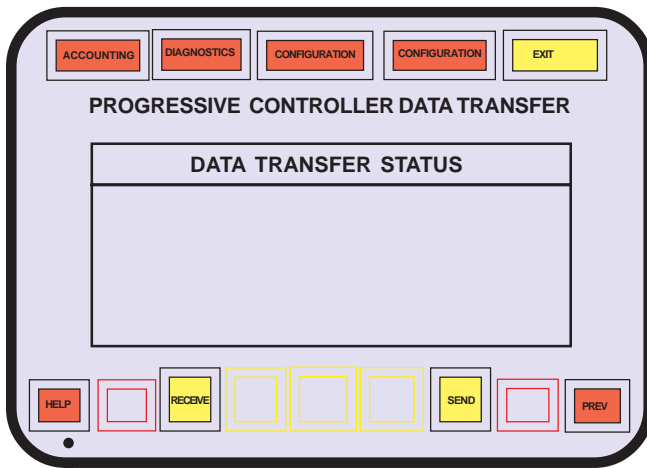 ACCOUNTING DIAGNOSTICS CONFIGURATION CONFIGURATION EXIT
PROGRESSIVE CONTROLLER DATA TRANSFER
DATA TRANSFER STATUS
HELP RECEIVE SEND PREV